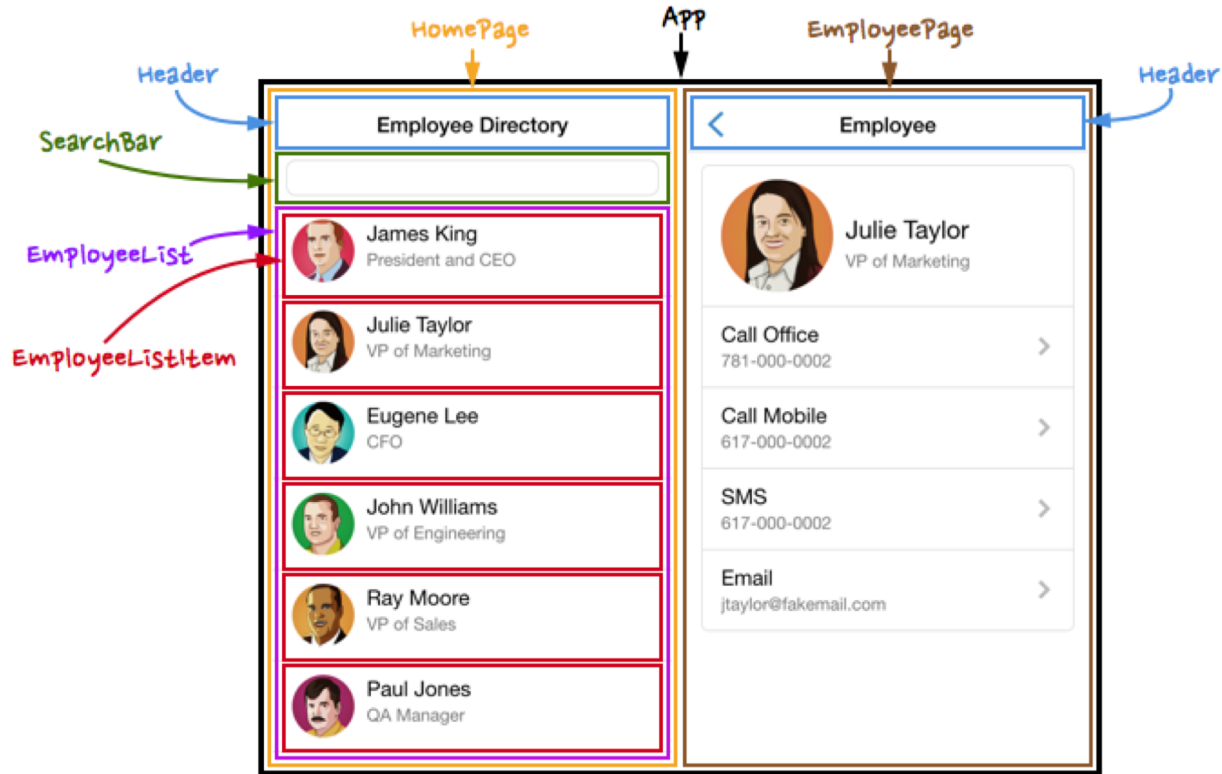 App
HomePage
EmployeePage
Header
Header
SearchBar
EmployeeList
EmployeeListItem
Employee Directory
James King
President and CEO
Julie Taylor
VP of Marketing
Eugene Lee
CFO
John Williams
VP of Engineering
Ray Moore
VP of Sales
Paul Jones
QA Manager
Employee
Julie Taylor
VP of Marketing
Call Office
781-000-0002
Call Mobile
617-000-0002
SMS
617-000-0002
Email
jtaylor@fakemail.com